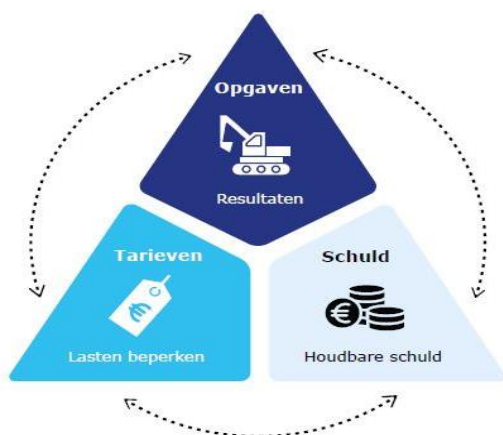 Opgaven
Resultaten
Tarieven
€
Lasten beperken
Schuld
€
Houdbare schuld